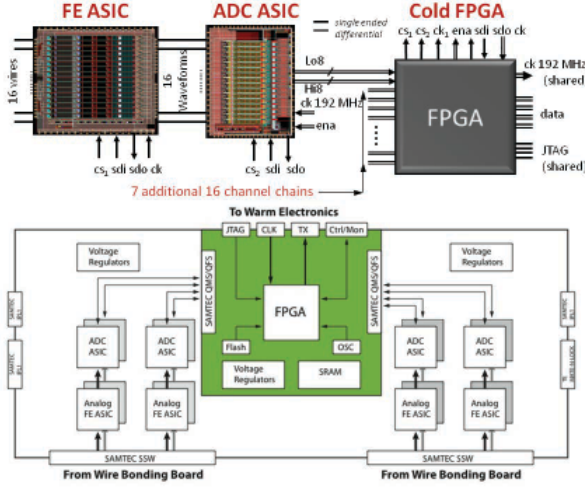 FE ASIC
ADC ASIC
Cold FPGA
single-ended
differential
cs1 cs2 ck1 ena sdi sdo ck
16 wires
16
Waveforms
Lo8
Hi8
ck 192 MHz
ena
FPGA
ck 192 MHz
(shared)
data
JTAG
(shared)
cs1 sdi sdo ck
cs2 sdi sdo
7 additional 16 channel chains
To Warm Electronics
JTAG CLK TX Ctrl/Mon
Voltage
Regulators
SAMTEC QMS/QFS
FPGA
SAMTEC QMS/QFS
Voltage
Regulators
Flash
OSC
Voltage
Regulators
SRAM
SAMTEC
SAMTEC
ADC
ASIC
ADC
ASIC
ADC
ASIC
ADC
ASIC
SAMTEC
Analog
FE ASIC
Analog
FE ASIC
Analog
FE ASIC
Analog
FE ASIC
SAMTEC SSW
SAMTEC SSW
From Wire Bonding Board
From Wire Bonding Board